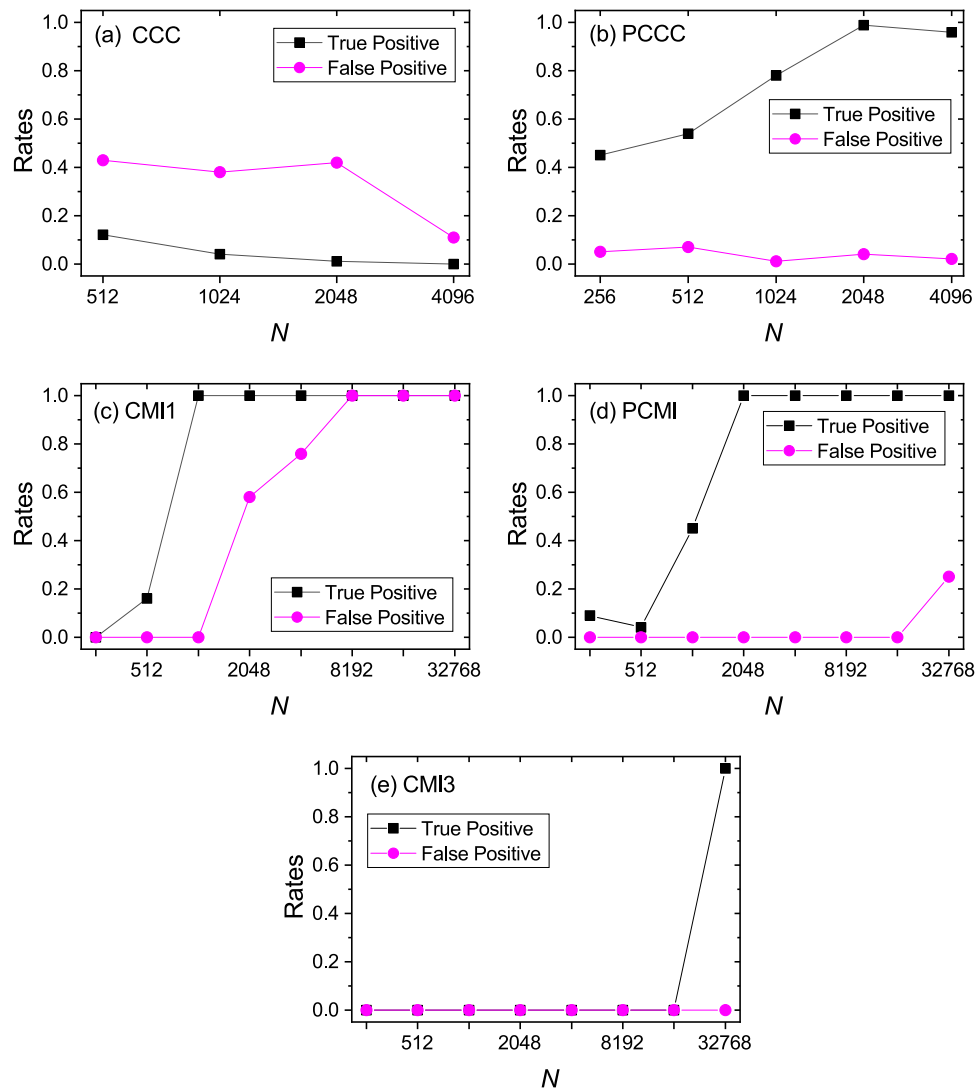 (a) CCC
True Positive
False Positive
Rates
1.0
0.8
0.6
0.4
0.2
0.0
512 1024 2048 4096
N
(b) PCCC
True Positive
False Positive
Rates
1.0
0.8
0.6
0.4
0.2
0.0
256 512 1024 2048 4096
N
(c) CMI1
True Positive
False Positive
Rates
1.0
0.8
0.6
0.4
0.2
0.0
512 2048 8192 32768
N
(d) PCMI
True Positive
False Positive
Rates
1.0
0.8
0.6
0.4
0.2
0.0
512 2048 8192 32768
N
(e) CMI3
True Positive
False Positive
Rates
1.0
0.8
0.6
0.4
0.2
0.0
512 2048 8192 32768
N